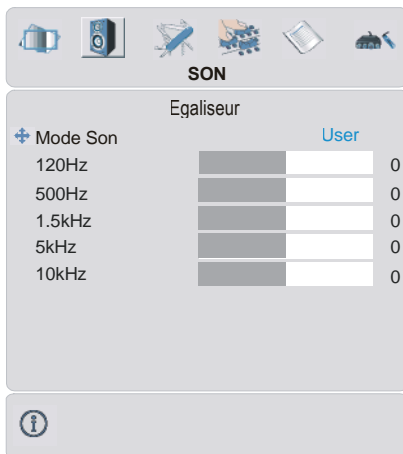 SON
Egaliseur
Mode Son User
120Hz 0
500Hz 0
1.5kHz 0
5kHz 0
10kHz 0